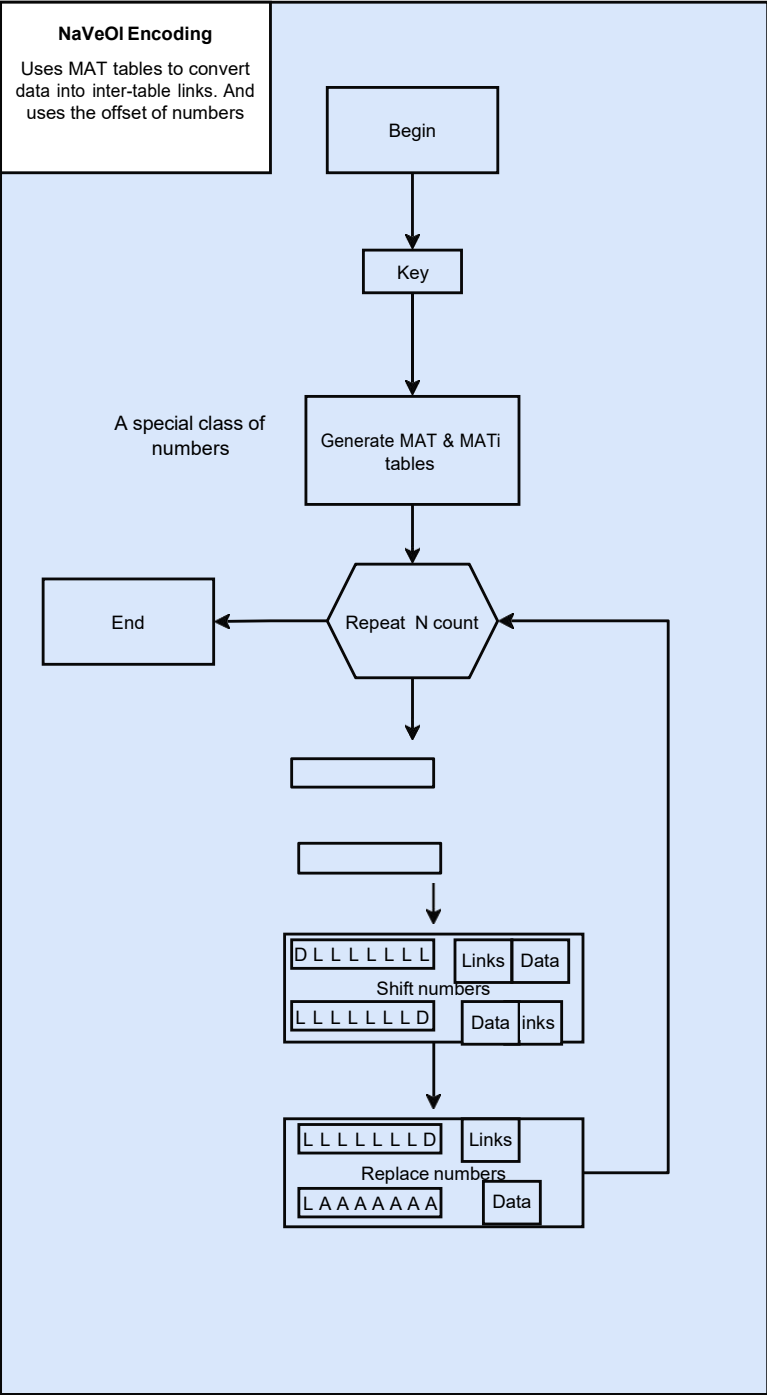 NaVeOl Encoding
Uses MAT tables to convert
data into inter-table links. And
uses the offset of numbers
Begin
Key
A special class of
numbers
Generate MAT & MATi
tables
End
Repeat N count
D L L L L L L L
Links Data
Shift numbers
L L L L L L L D
Data inks
L L L L L L L D
Links
Replace numbers
L A A A A A A A
Data